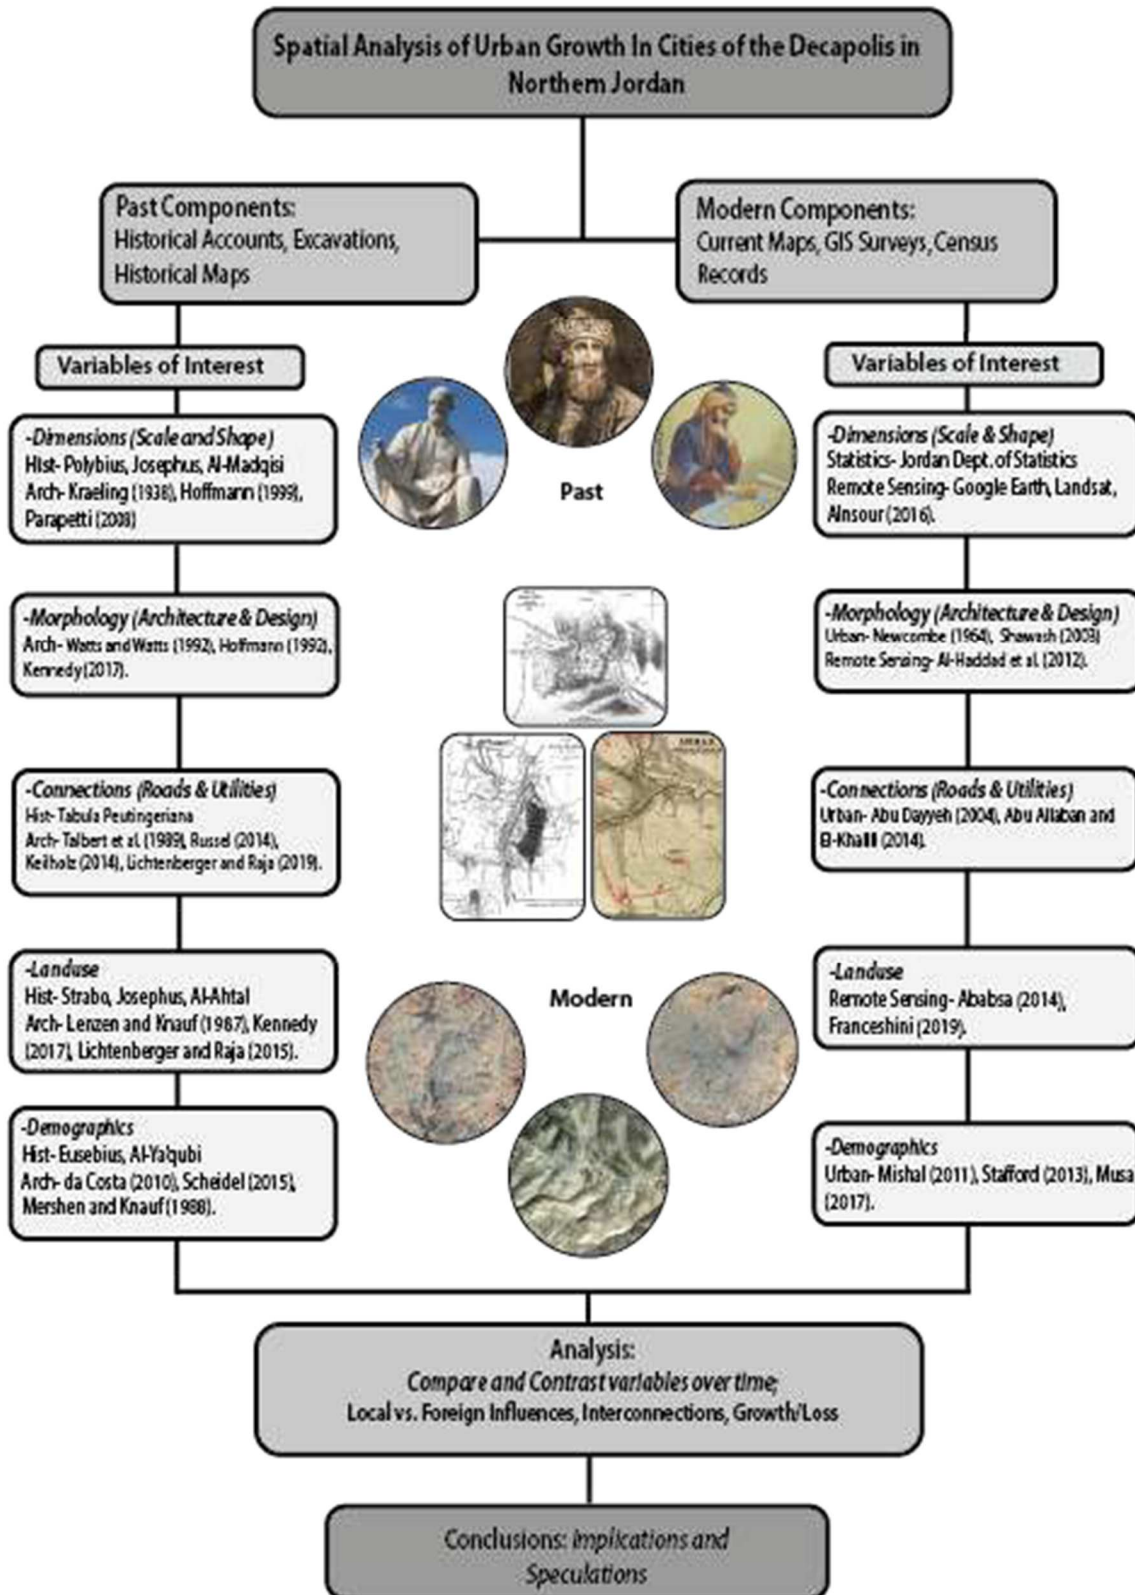 Spatial Analysis of Urban Growth In Cities of the Decapolis in
Northern Jordan
Past Components:
Historical Accounts, Excavations,
Historical Maps
Modern Components:
Current Maps, GIS Surveys, Census
Records
Variables of Interest
-Dimensions (Scale and Shape)
Hist- Polybius, Josephus, Al-Madqisi
Arch- Kraeling (1938), Hoffmann (1999),
Parapetti (2008)
-Morphology (Architecture & Design)
Arch- Watts and Watts (1992), Hoffmann (1992),
Kennedy (2017).
-Connections (Roads & Utilities)
Hist- Tabula Peutingeriana
Arch- Talbert et al. (1989), Russel (2014),
Keilholz (2014), Lichtenberger and Raja (2019).
-Landuse
Hist- Strabo, Josephus, Al-Ahtal
Arch- Lenzen and Knauf (1987), Kennedy
(2017), Lichtenberger and Raja (2015).
-Demographics
Hist- Eusebius, Al-Ya'qubi
Arch- da Costa (2010), Scheidel (2015),
Mershen and Knauf (1988).
Past
Modern
Variables of Interest
-Dimensions (Scale & Shape)
Statistics- Jordan Dept. of Statistics
Remote Sensing- Google Earth, Landsat,
Alnsour (2016).
-Morphology (Architecture & Design)
Urban- Newcombe (1964), Shawash (2003)
Remote Sensing- Al-Haddad et al. (2012).
-Connections (Roads & Utilities)
Urban- Abu Dayyeh (2004), Abu Allaban and
El-Khalili (2014).
-Landuse
Remote Sensing- Ababsa (2014),
Franceshini (2019).
-Demographics
Urban- Mishal (2011), Stafford (2013), Musa
(2017).
Analysis:
Compare and Contrast variables over time;
Local vs. Foreign Influences, Interconnections, Growth/Loss
Conclusions: Implications and
Speculations